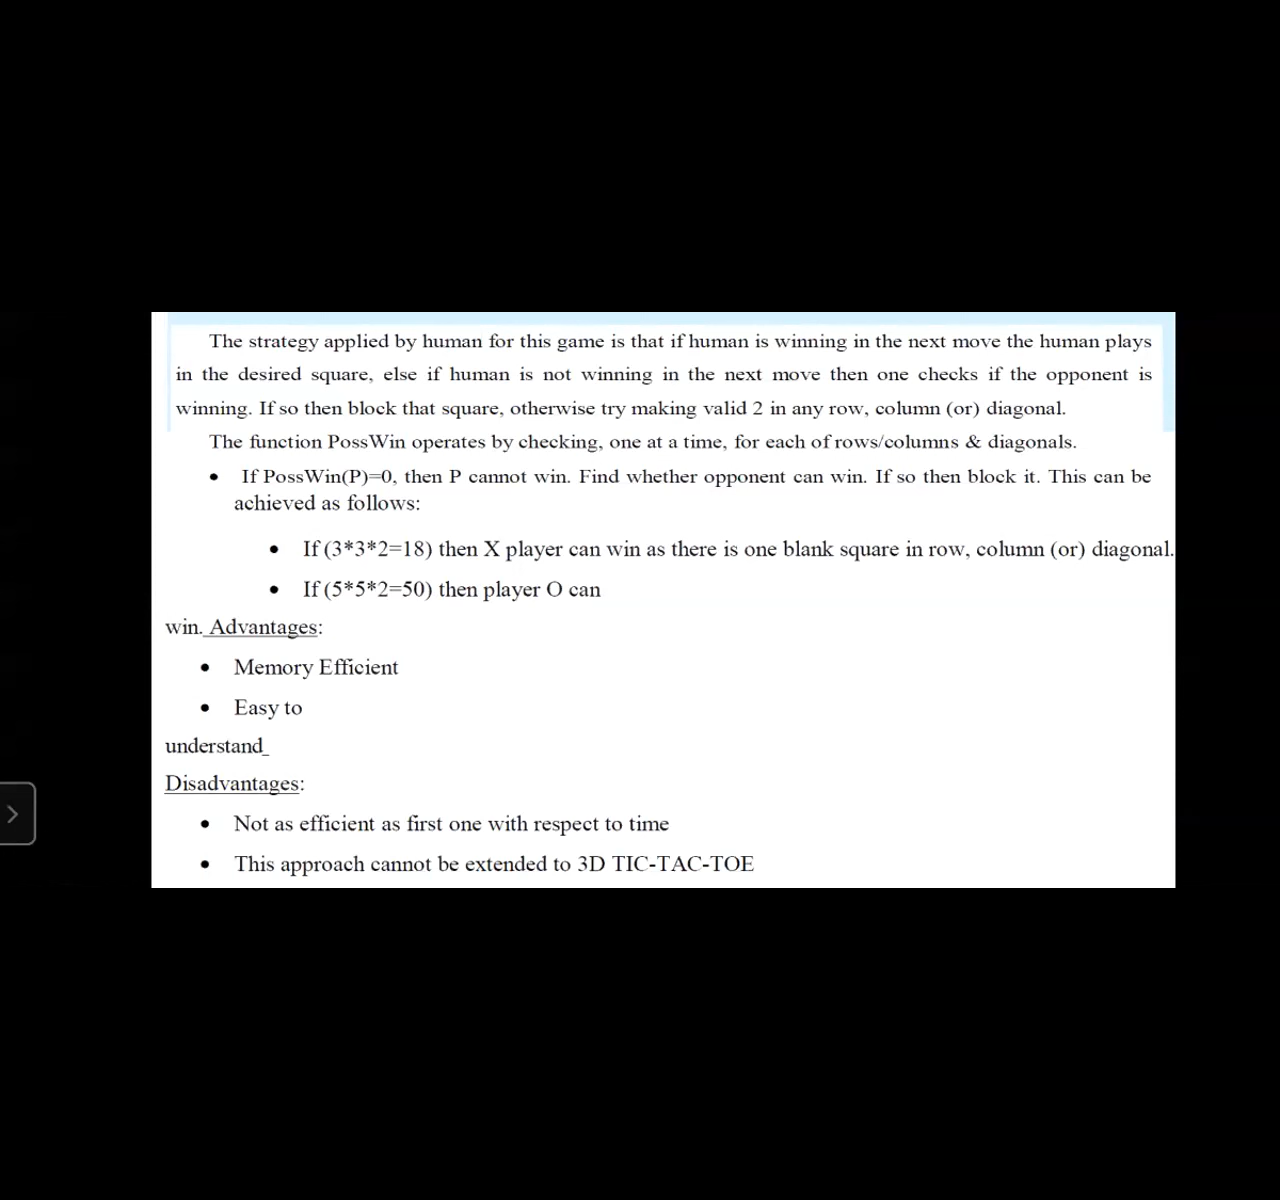 The strategy applied by human for this game is that if human is winning in the next move the human plays
in the desired square, else if human is not winning in the next move then one checks if the opponent is
winning. If so then block that square, otherwise try making valid 2 in any row, column (or) diagonal.
The function PossWin operates by checking, one at a time, for each of rows/columns & diagonals.
• If PossWin(P)=0, then P cannot win. Find whether opponent can win. If so then block it. This can be
achieved as follows:
• If (3*3*2=18) then X player can win as there is one blank square in row, column (or) diagonal.
• If (5*5*2=50) then player O can
win. Advantages:
• Memory Efficient
• Easy to
understand_
Disadvantages:
• Not as efficient as first one with respect to time
• This approach cannot be extended to 3D TIC-TAC-TOE